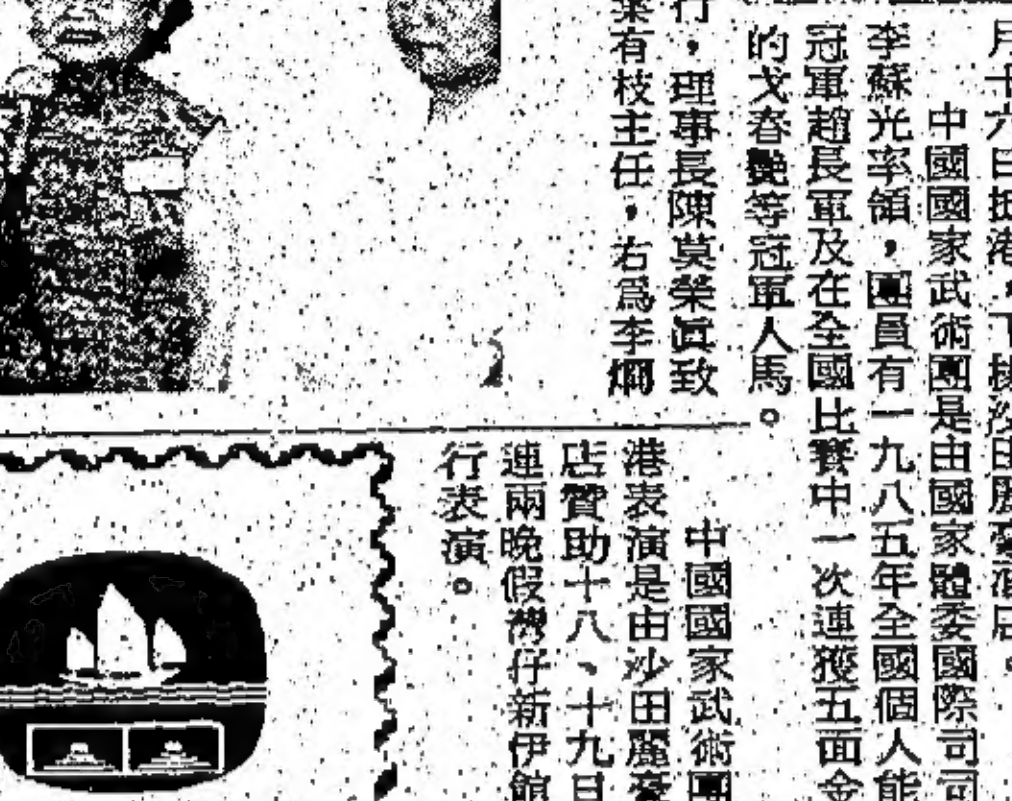 月十六日抵港，下榻沙田麗豪酒店。
中國國家武術團是由國家體委國際司司
李蘇光率領，團員有一九八五年全國個人能
冠軍趙長軍及在全國比賽中一次連獲五面金
的戈春艷等冠軍人馬。
行，理事長陳莫榮眞致
葉有枝主任，右爲李爛
中國國家武術團
港表演是由沙田麗豪
店贊助十八、十九日
連兩晚假灣仔新伊館
行表演。